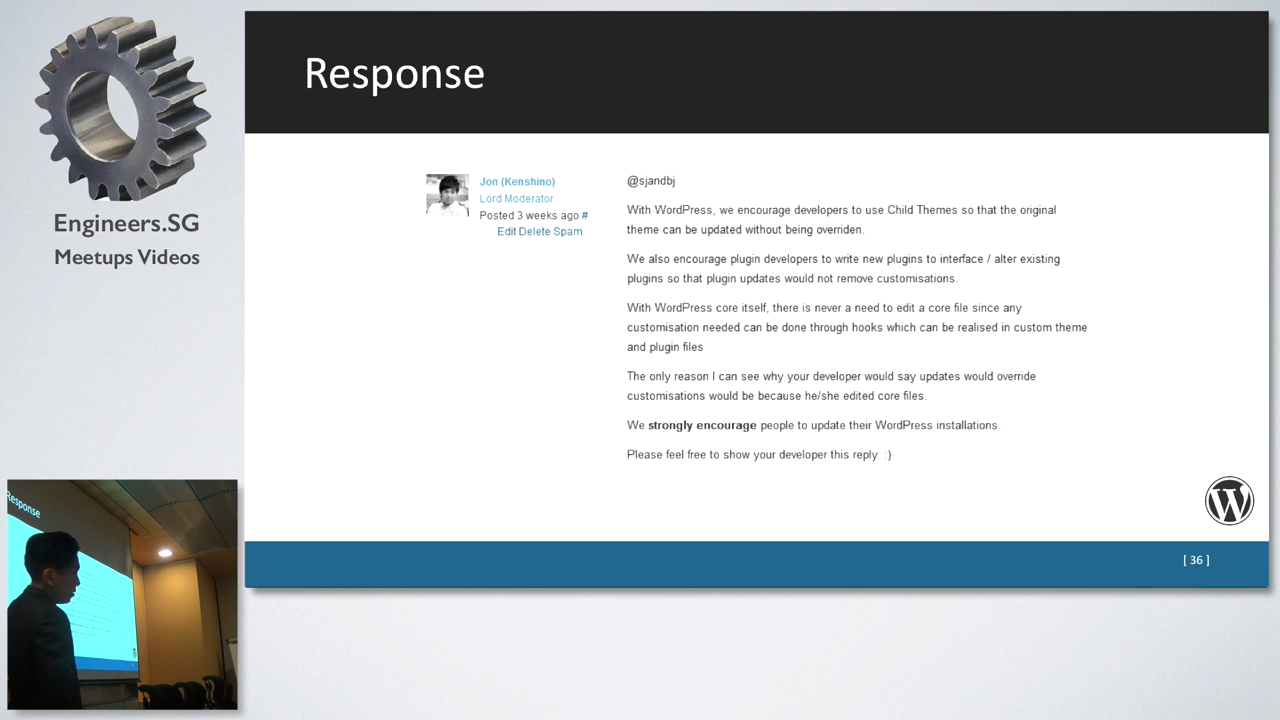 Engineers.SG
Meetups Videos
Response
Jon (Kenshino)
Lord Moderator
Posted 3 weeks ago #
Edit Delete Spam
@sjandbj
With WordPress, we encourage developers to use Child Themes so that the original
theme can be updated without being overriden.
We also encourage plugin developers to write new plugins to interface / alter existing
plugins so that plugin updates would not remove customisations.
With WordPress core itself, there is never a need to edit a core file since any
customisation needed can be done through hooks which can be realised in custom theme
and plugin files
The only reason I can see why your developer would say updates would override
customisations would be because he/she edited core files.
We strongly encourage people to update their WordPress installations.
Please feel free to show your developer this reply. :)
W
[ 36 ]
Response